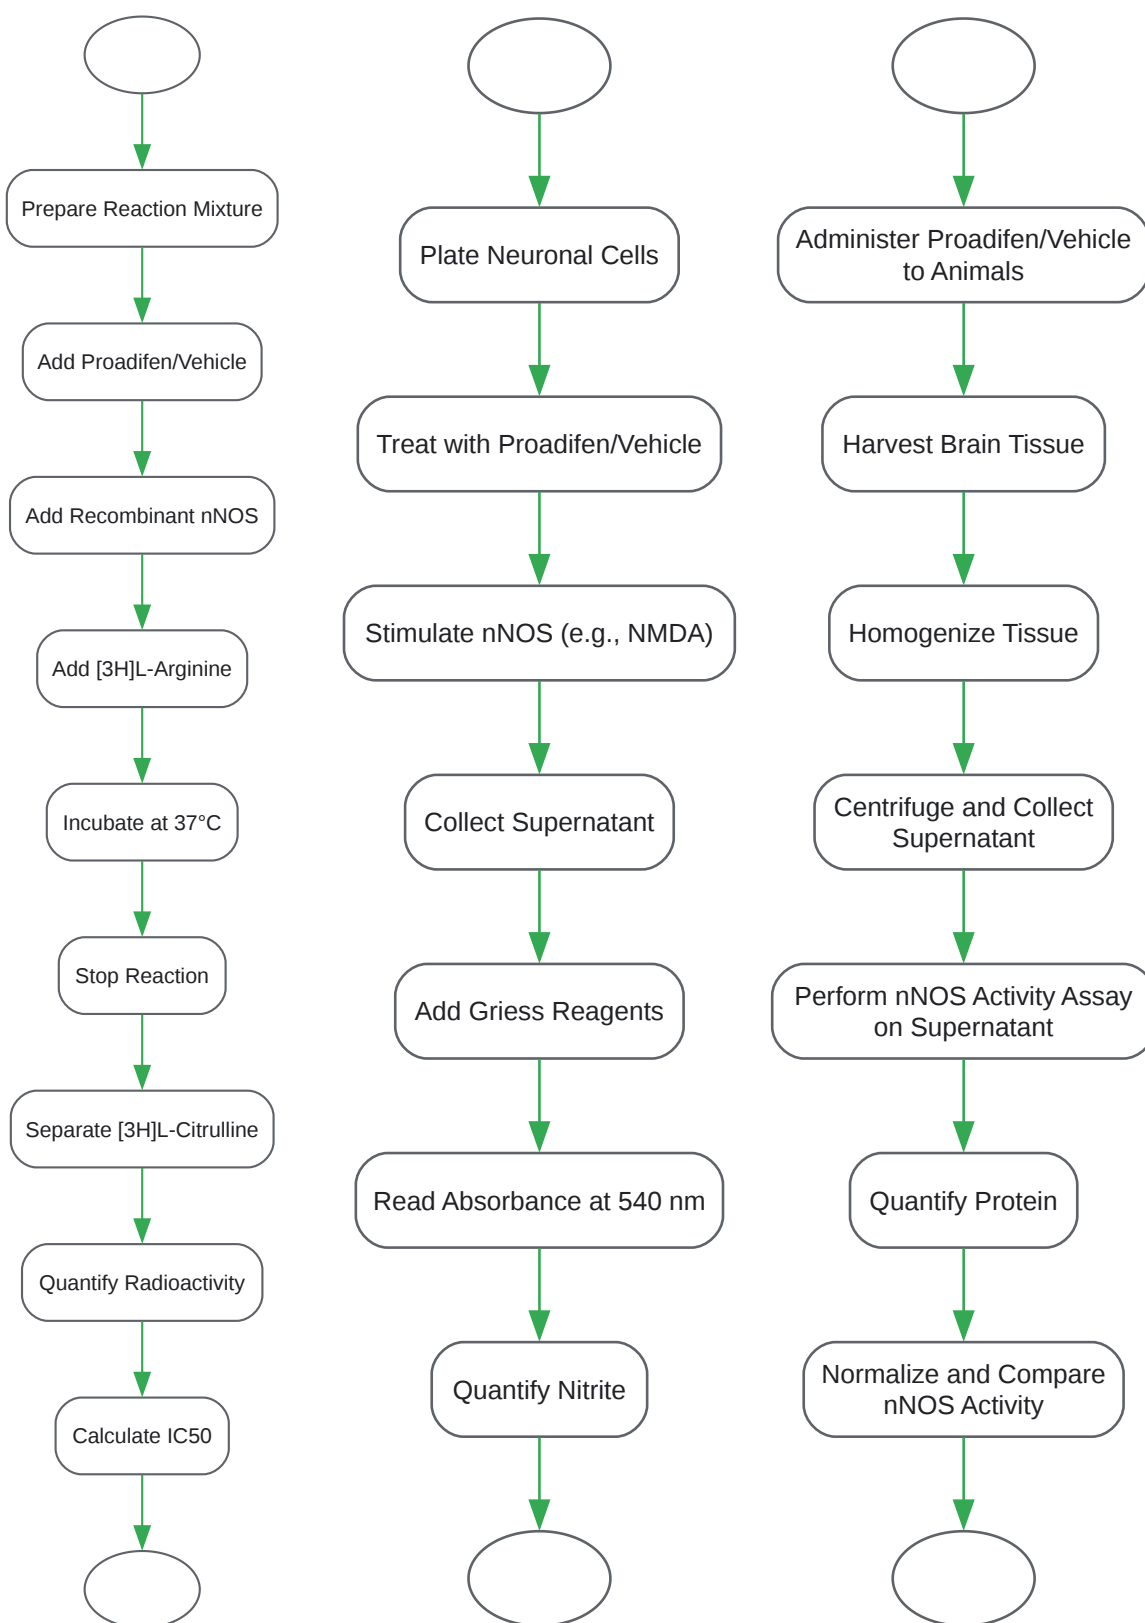 Prepare Reaction Mixture
Add Proadifen/Vehicle
Add Recombinant nNOS
Add [3H]L-Arginine
Incubate at 37°C
Stop Reaction
Separate [3H]L-Citrulline
Quantify Radioactivity
Calculate IC50
Plate Neuronal Cells
Treat with Proadifen/Vehicle
Stimulate nNOS (e.g., NMDA)
Collect Supernatant
Add Griess Reagents
Read Absorbance at 540 nm
Quantify Nitrite
Administer Proadifen/Vehicle
to Animals
Harvest Brain Tissue
Homogenize Tissue
Centrifuge and Collect
Supernatant
Perform nNOS Activity Assay
on Supernatant
Quantify Protein
Normalize and Compare
nNOS Activity